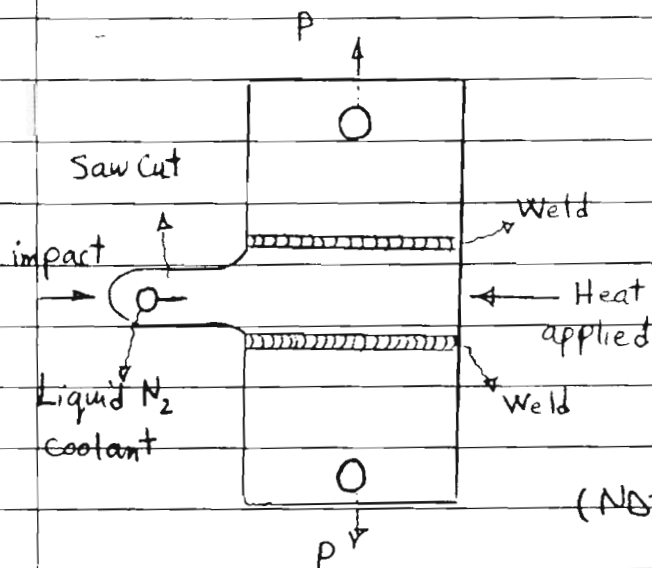 P
Saw Cut
Weld
impact
Heat
applied
Liquid N2
Coolant
Weld
P